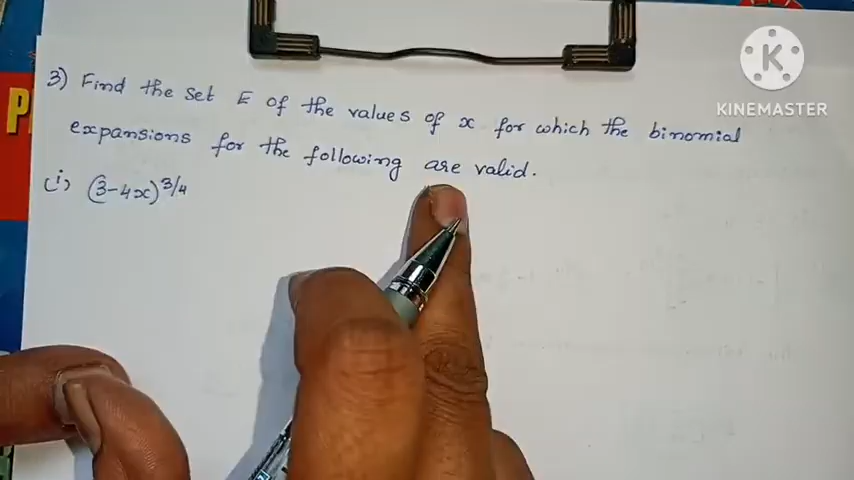 3) Find the set E of the values of x for which the binomial
expansions for the following are valid.
(i) (3-4x)^3/4
K
KINEMASTER
P